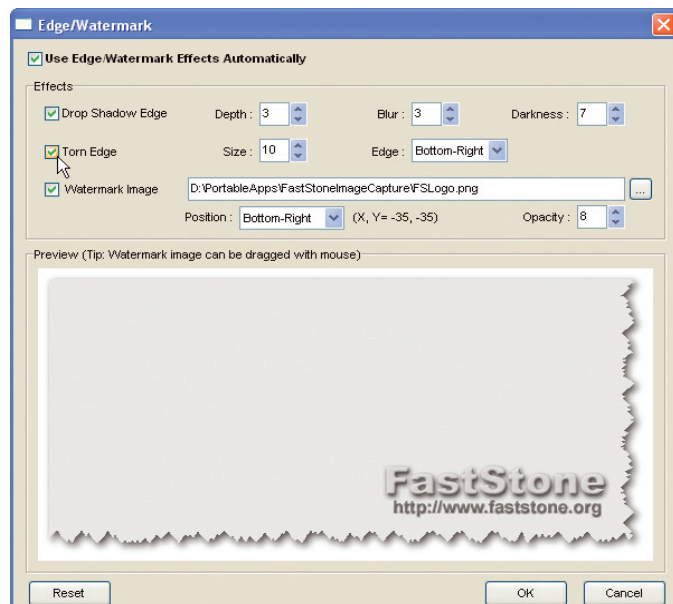 Edge/Watermark
Use Edge/Watermark Effects Automatically
Effects
Drop Shadow Edge Depth : 3 Blur : 3 Darkness : 7
Torn Edge Size : 10 Edge : Bottom-Right
Watermark Image D:\PortableApps\FastStoneImageCapture\FSLogo.png ...
Position : Bottom-Right (X, Y= -35, -35) Opacity : 8
Preview (Tip: Watermark image can be dragged with mouse)
FastStone
http://www.faststone.org
Reset OK Cancel